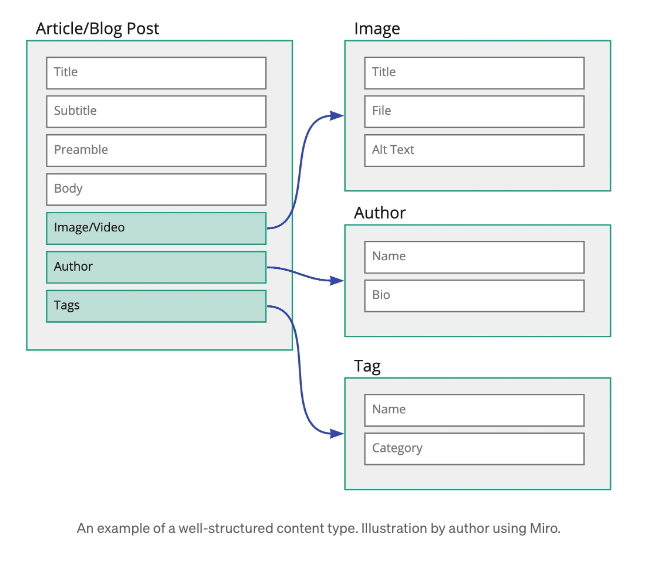 Article/Blog Post
Title
Subtitle
Preamble
Body
Image/Video
Author
Tags
Image
Title
File
Alt Text
Author
Name
Bio
Tag
Name
Category
An example of a well-structured content type. Illustration by author using Miro.